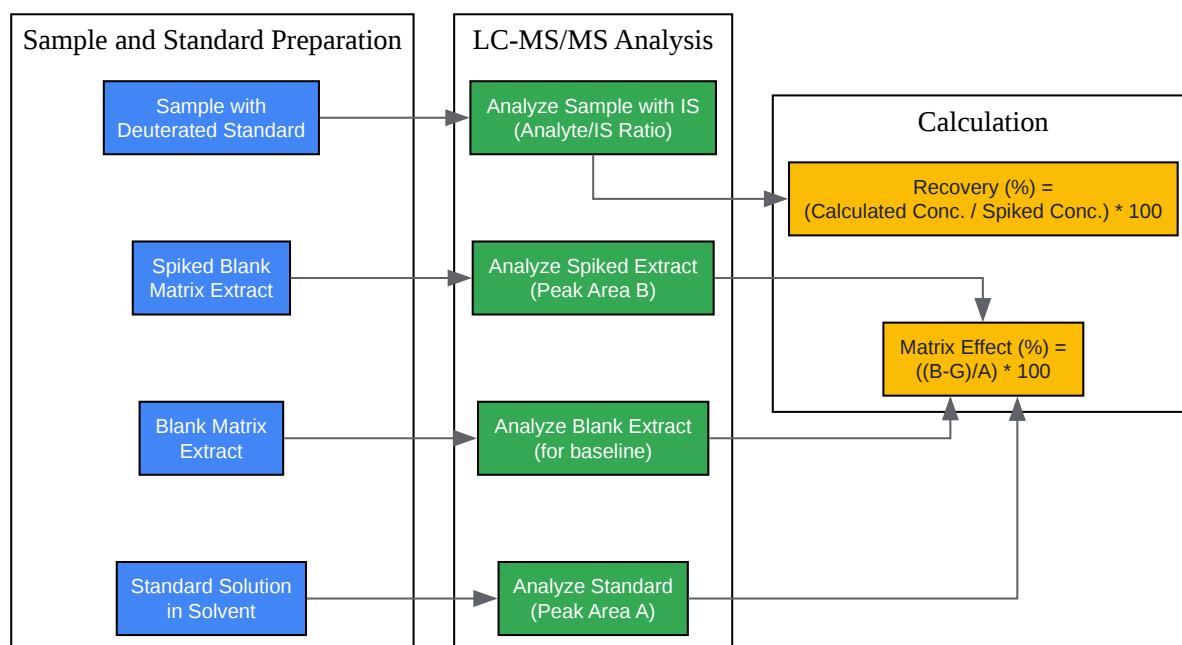 Sample and Standard Preparation
Sample with
Deuterated Standard
Spiked Blank
Matrix Extract
Blank Matrix
Extract
Standard Solution
in Solvent
LC-MS/MS Analysis
Analyze Sample with IS
(Analyte/IS Ratio)
Analyze Spiked Extract
(Peak Area B)
Analyze Blank Extract
(for baseline)
Analyze Standard
(Peak Area A)
Calculation
Recovery (%) =
(Calculated Conc. / Spiked Conc.) * 100
Matrix Effect (%) =
((B-G)/A) * 100